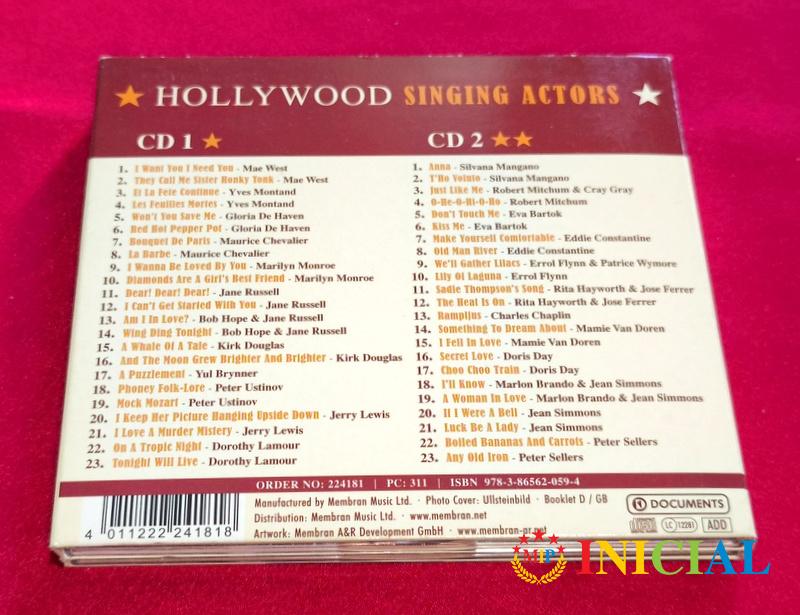 ★ HOLLYWOOD SINGING ACTORS ★
CD 1 ★
1. I Want You I Need You - Mae West
2. They Call Me Sister Honky Tonk - Mae West
3. Et La Fete Continue - Yves Montand
4. Les Feuilles Mortes - Yves Montand
5. Won't You Save Me - Gloria De Haven
6. Red Hot Pepper Pot - Gloria De Haven
7. Bouquet De Paris - Maurice Chevalier
8. La Barbe - Maurice Chevalier
9. I Wanna Be Loved By You - Marilyn Monroe
10. Diamonds Are A Girl's Best Friend - Marilyn Monroe
11. Dear! Dear! Dear! - Jane Russell
12. I Can't Get Started With You - Jane Russell
13. Am I In Love? - Bob Hope & Jane Russell
14. Wing Ding Tonight - Bob Hope & Jane Russell
15. A Whale Of A Tale - Kirk Douglas
16. And The Moon Grew Brighter And Brighter - Kirk Douglas
17. A Puzzlement - Yul Brynner
18. Phoney Folk-Lore - Peter Ustinov
19. Mock Mozart - Peter Ustinov
20. I Keep Her Picture Hanging Upside Down - Jerry Lewis
21. I Love A Murder Mistery - Jerry Lewis
22. On A Tropic Night - Dorothy Lamour
23. Tonight Will Live - Dorothy Lamour
CD 2 ★★
1. Anna - Silvana Mangano
2. T'Ho Voluto - Silvana Mangano
3. Just Like Me - Robert Mitchum & Cray Gray
4. O-He-O-Hi-O-Ho - Robert Mitchum
5. Don't Touch Me - Eva Bartok
6. Kiss Me - Eva Bartok
7. Make Yourself Comfortable - Eddie Constantine
8. Old Man River - Eddie Constantine
9. We'll Gather Lilacs - Errol Flynn & Patrice Wymore
10. Lily Of Laguna - Errol Flynn
11. Sadie Thompson's Song - Rita Hayworth & Jose Ferrer
12. The Heat Is On - Rita Hayworth & Jose Ferrer
13. Rampijns - Charles Chaplin
14. Something To Dream About - Mamie Van Doren
15. I Fell In Love - Mamie Van Doren
16. Secret Love - Doris Day
17. Choo Choo Train - Doris Day
18. I'll Know - Marlon Brando & Jean Simmons
19. A Woman In Love - Marlon Brando & Jean Simmons
20. If I Were A Bell - Jean Simmons
21. Luck Be A Lady - Jean Simmons
22. Boiled Bananas And Carrots - Peter Sellers
23. Any Old Iron - Peter Sellers
ORDER NO: 224181 | PC: 311 | ISBN 978-3-86562-059-4
4 011222 241818
Manufactured by Membran Music Ltd. · Photo Cover: Ullsteinbild · Booklet D / GB
Distribution: Membran Music Ltd. · www.membran.net
Artwork: Membran A&R Development GmbH · www.membran-ar.net
DOCUMENTS
LC 12281
ADD
MP INICIAL